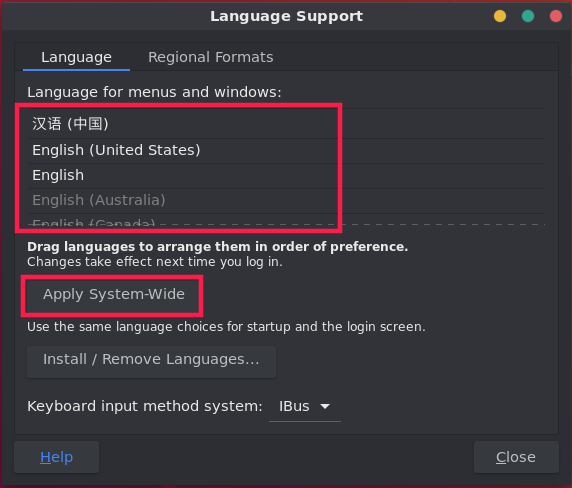 Language Support
Language Regional Formats
Language for menus and windows:
汉语 (中国)
English (United States)
English
English (Australia)
English (Canada)
Drag languages to arrange them in order of preference.
Changes take effect next time you log in.
Apply System-Wide
Use the same language choices for startup and the login screen.
Install / Remove Languages...
Keyboard input method system: IBus
Help Close